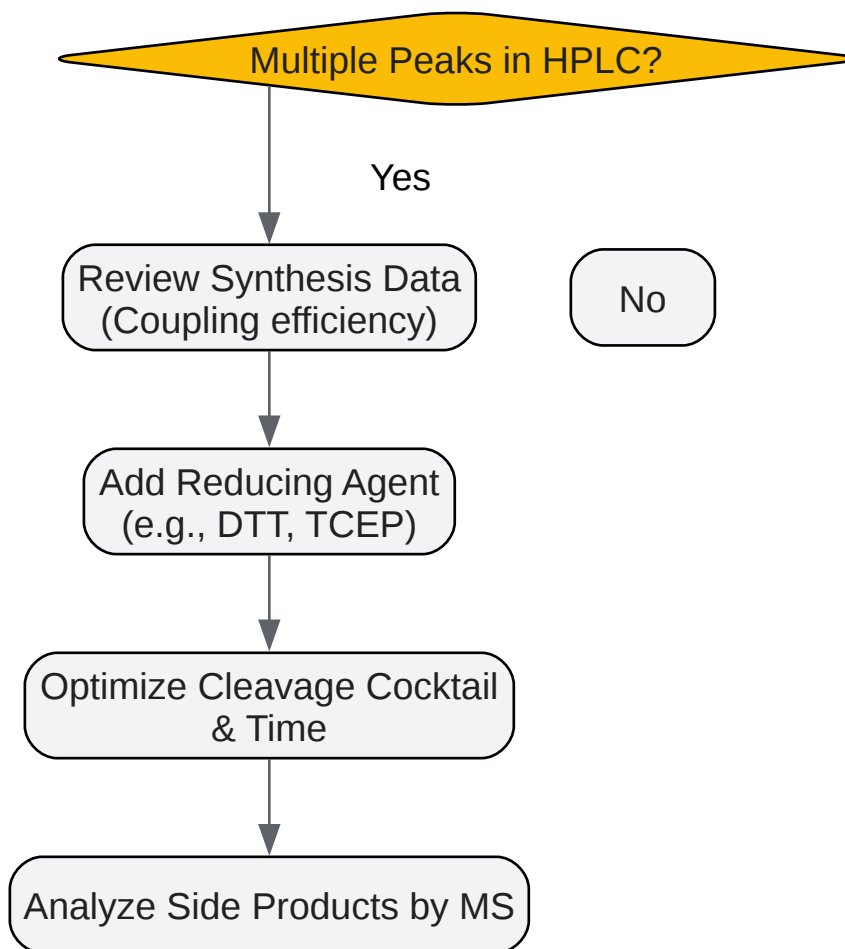 Multiple Peaks in HPLC?
Yes
Review Synthesis Data
(Coupling efficiency)
No
Add Reducing Agent
(e.g., DTT, TCEP)
Optimize Cleavage Cocktail
& Time
Analyze Side Products by MS